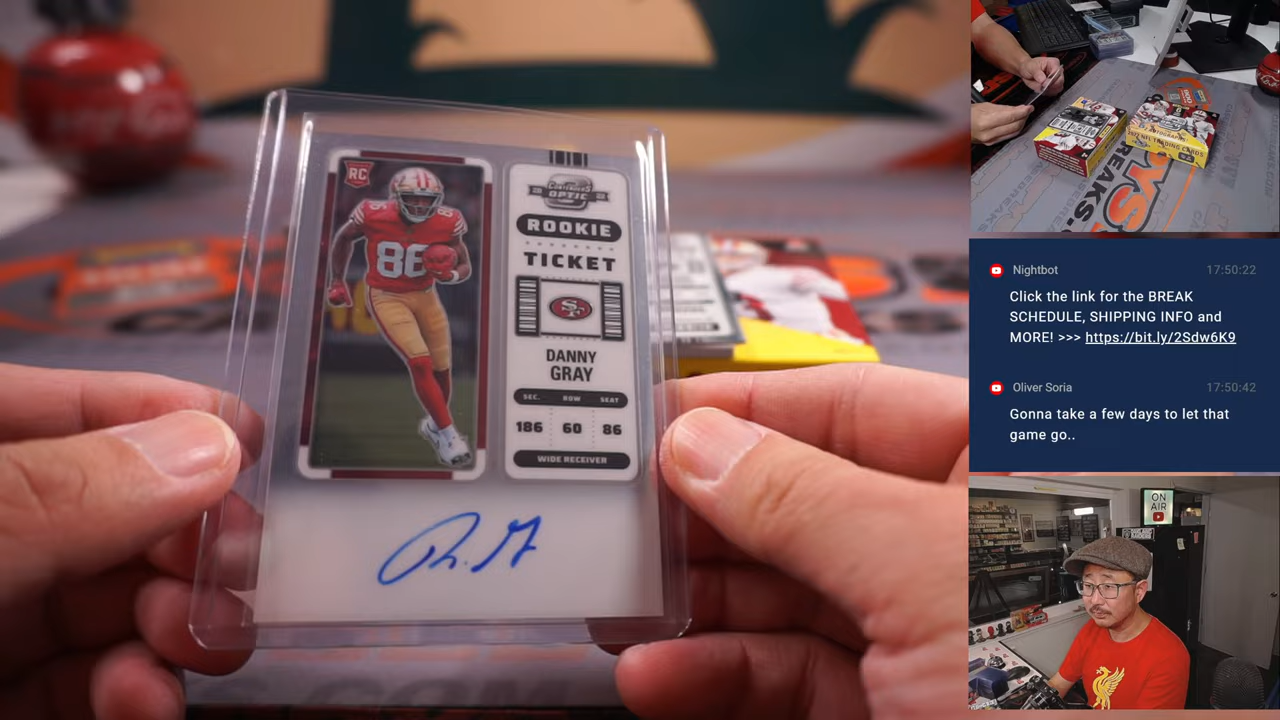 RC
86
CONTENDERS
OPTIC
ROOKIE
TICKET
SF
DANNY
GRAY
SEC. ROW SEAT
186 60 86
WIDE RECEIVER
D. G
BREAKS.
Nightbot 17:50:22
Click the link for the BREAK
SCHEDULE, SHIPPING INFO and
MORE! >>> https://bit.ly/2Sdw6K9
Oliver Soria 17:50:42
Gonna take a few days to let that
game go..
ON
AIR